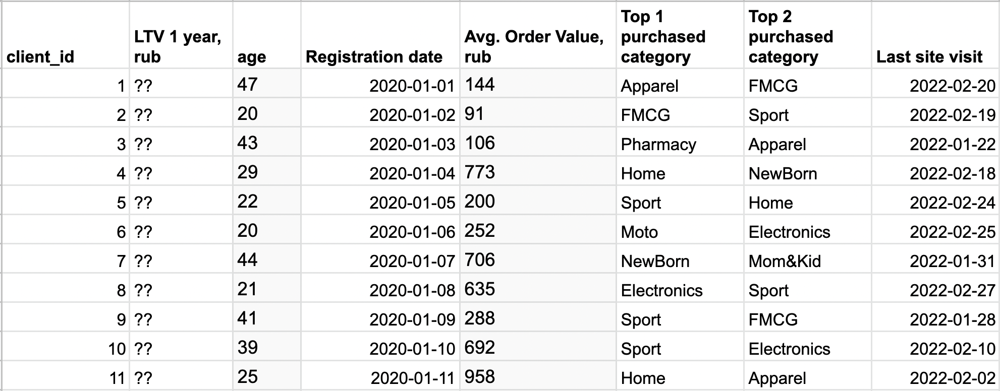 client_id LTV 1 year, rub age Registration date Avg. Order Value, rub Top 1 purchased category Top 2 purchased category Last site visit
1 ?? 47 2020-01-01 144 Apparel FMCG 2022-02-20
2 ?? 20 2020-01-02 91 FMCG Sport 2022-02-19
3 ?? 43 2020-01-03 106 Pharmacy Apparel 2022-01-22
4 ?? 29 2020-01-04 773 Home NewBorn 2022-02-18
5 ?? 22 2020-01-05 200 Sport Home 2022-02-24
6 ?? 20 2020-01-06 252 Moto Electronics 2022-02-25
7 ?? 44 2020-01-07 706 NewBorn Mom&Kid 2022-01-31
8 ?? 21 2020-01-08 635 Electronics Sport 2022-02-27
9 ?? 41 2020-01-09 288 Sport FMCG 2022-01-28
10 ?? 39 2020-01-10 692 Sport Electronics 2022-02-10
11 ?? 25 2020-01-11 958 Home Apparel 2022-02-02